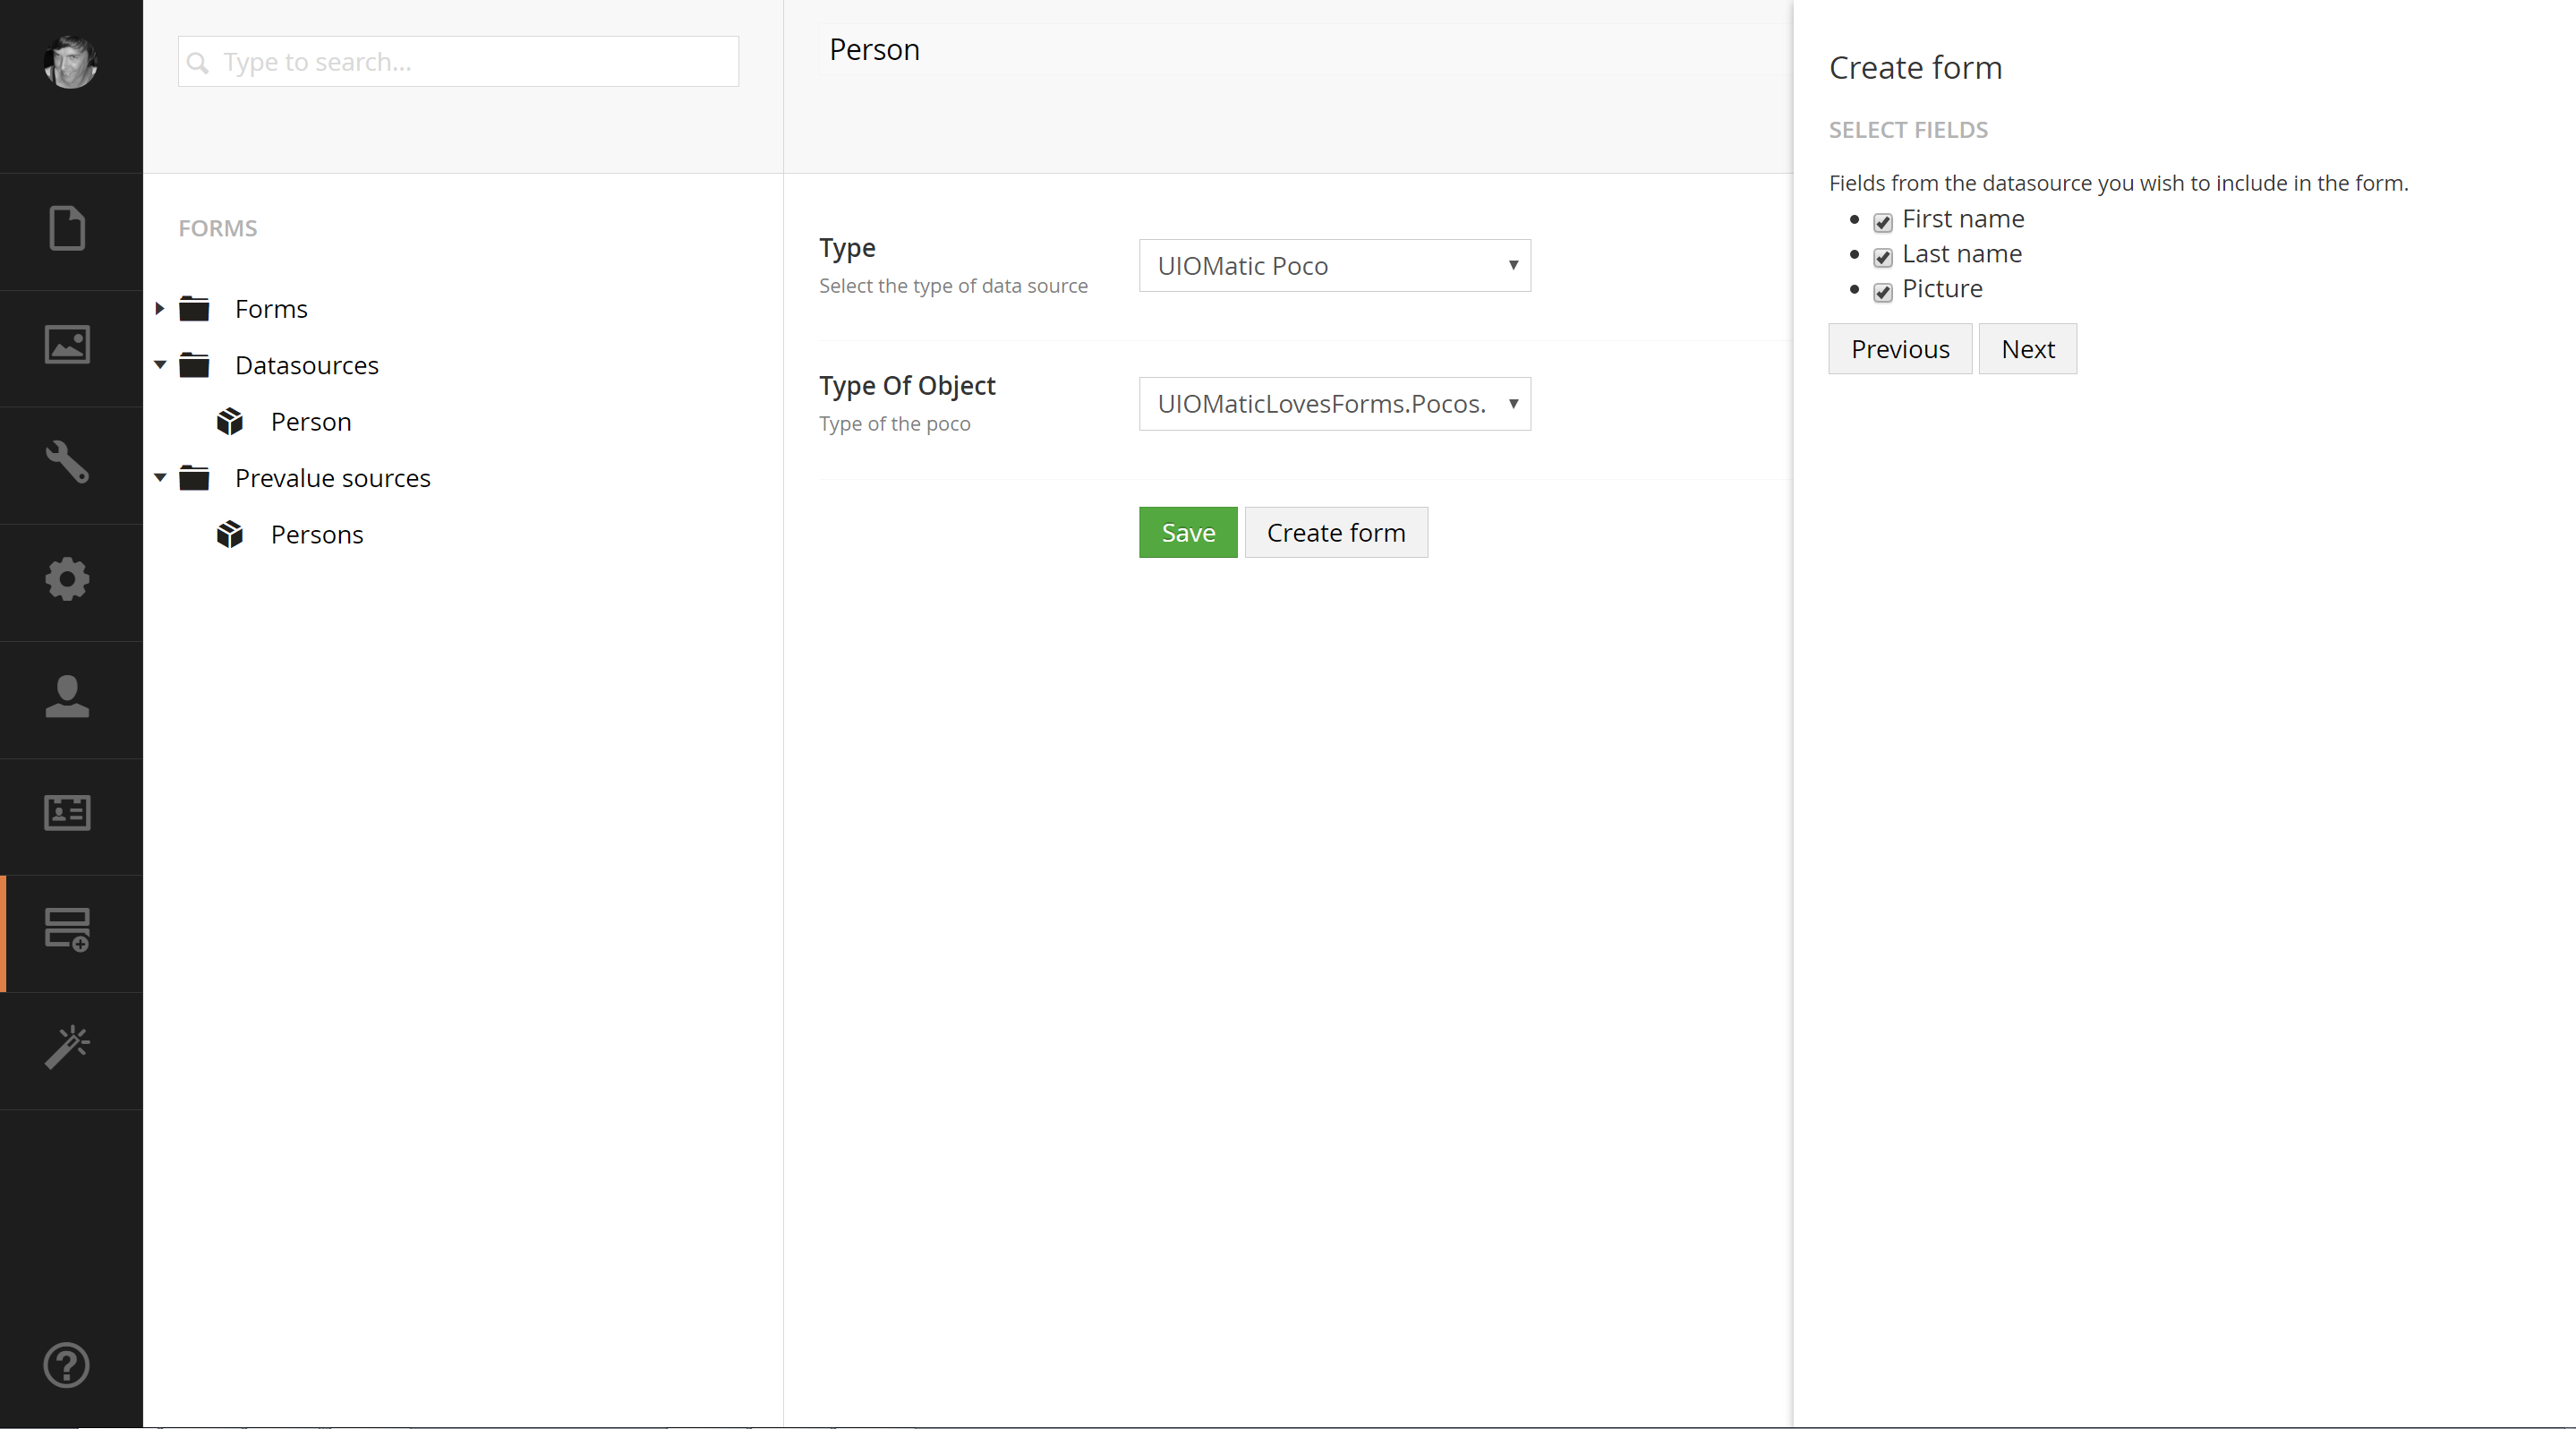 Type to search...
FORMS
Forms
Datasources
Person
Prevalue sources
Persons
Person
Type
Select the type of data source
UIOMatic Poco
Type Of Object
Type of the poco
UIOMaticLovesForms.Pocos.
Save Create form
Create form
SELECT FIELDS
Fields from the datasource you wish to include in the form.
First name
Last name
Picture
Previous Next